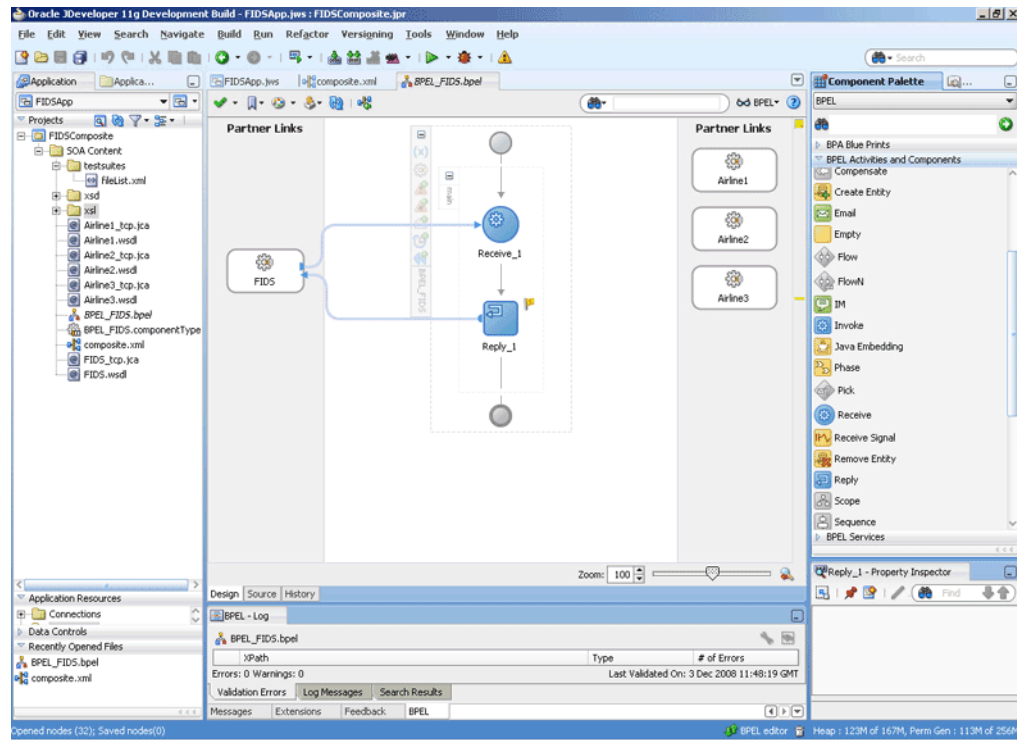 Oracle JDeveloper 11g Development Build - FIDSApp.jws : FIDSComposite.jpr
File Edit View Search Navigate Build Run Refactor Versigning Tools Window Help
Search
Application Applica...
FIDSApp
Projects
FIDSComposite
SOA Content
testsuites
fileList.xml
xsd
xsl
Airline1_tcp.jca
Airline1.wsdl
Airline2_tcp.jca
Airline2.wsdl
Airline3_tcp.jca
Airline3.wsdl
BPEL_FIDS.bpel
BPEL_FIDS.componentType
composite.xml
FIDS_tcp.jca
FIDS.wsdl
Application Resources
Connections
Data Controls
Recently Opened Files
BPEL_FIDS.bpel
composite.xml
FIDSApp.jws composite.xml BPEL_FIDS.bpel
BPEL
Partner Links
FIDS
(x)
BPEL_FIDS
main
Receive_1
Reply_1
Partner Links
Airline1
Airline2
Airline3
Zoom: 100
Design Source History
BPEL - Log
BPEL_FIDS.bpel
XPath Type # of Errors
Errors: 0 Warnings: 0 Last Validated On: 3 Dec 2008 11:48:19 GMT
Validation Errors Log Messages Search Results
Messages Extensions Feedback BPEL
Component Palette
BPEL
BPA Blue Prints
BPEL Activities and Components
Compensate
Create Entity
Email
Empty
Flow
FlowN
IM
Invoke
Java Embedding
Phase
Pick
Receive
Receive Signal
Remove Entity
Reply
Scope
Sequence
BPEL Services
Reply_1 - Property Inspector
Find
Opened nodes (32); Saved nodes(0) BPEL editor Heap : 123M of 167M, Perm Gen : 113M of 256M